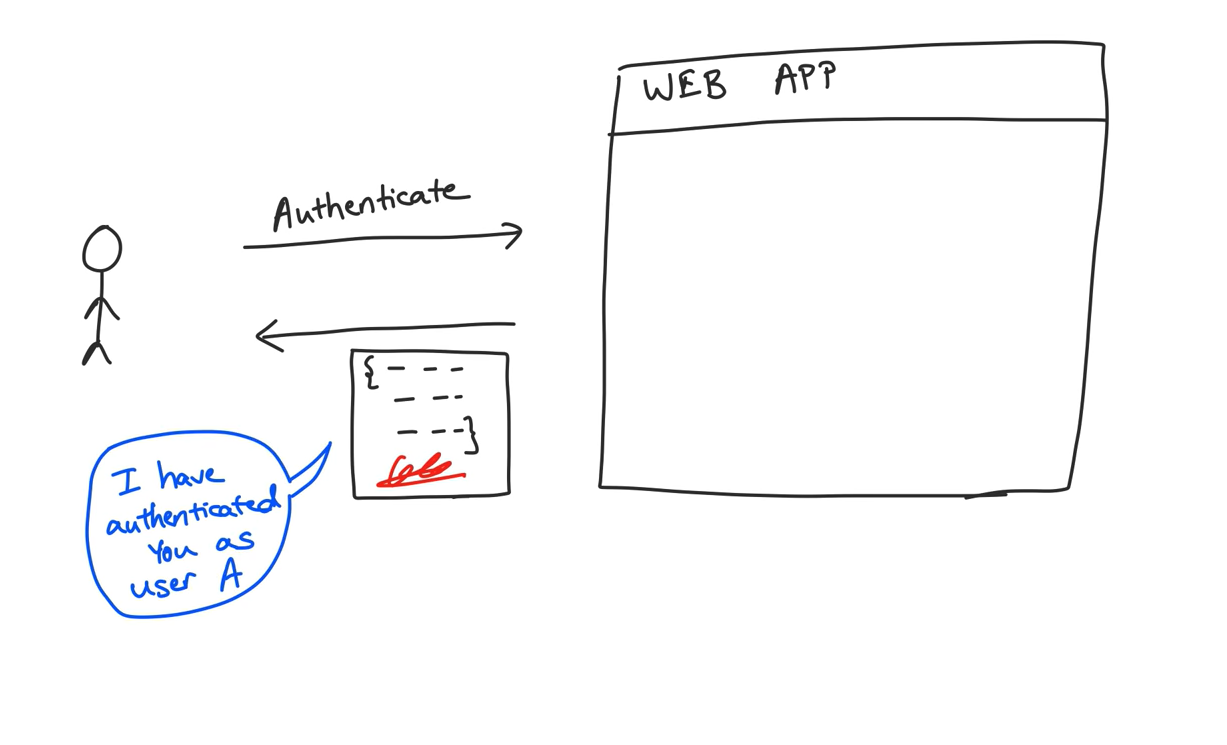 WEB APP
Authenticate
{ - - -
- - -
- - - }
I have
authenticated
You as
user A